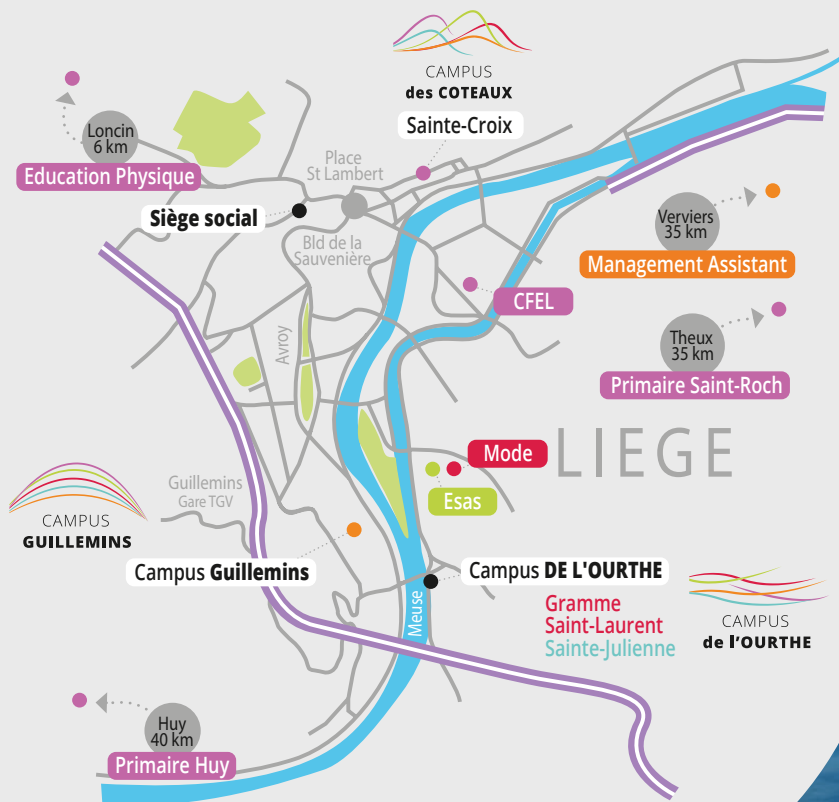 CAMPUS
des COTEAUX
Sainte-Croix
Loncin
6 km
Education Physique
Place
St Lambert
Siège social
Bld de la
Sauvenière
Verviers
35 km
Management Assistant
CFEL
Theux
35 km
Primaire Saint-Roch
Avroy
LIEGE
Mode
Esas
Guillemins
Gare TGV
CAMPUS
GUILLEMINS
Campus Guillemins
Campus DE L'OURTHE
Gramme
Saint-Laurent
Sainte-Julienne
Meuse
CAMPUS
de l'OURTHE
Huy
40 km
Primaire Huy